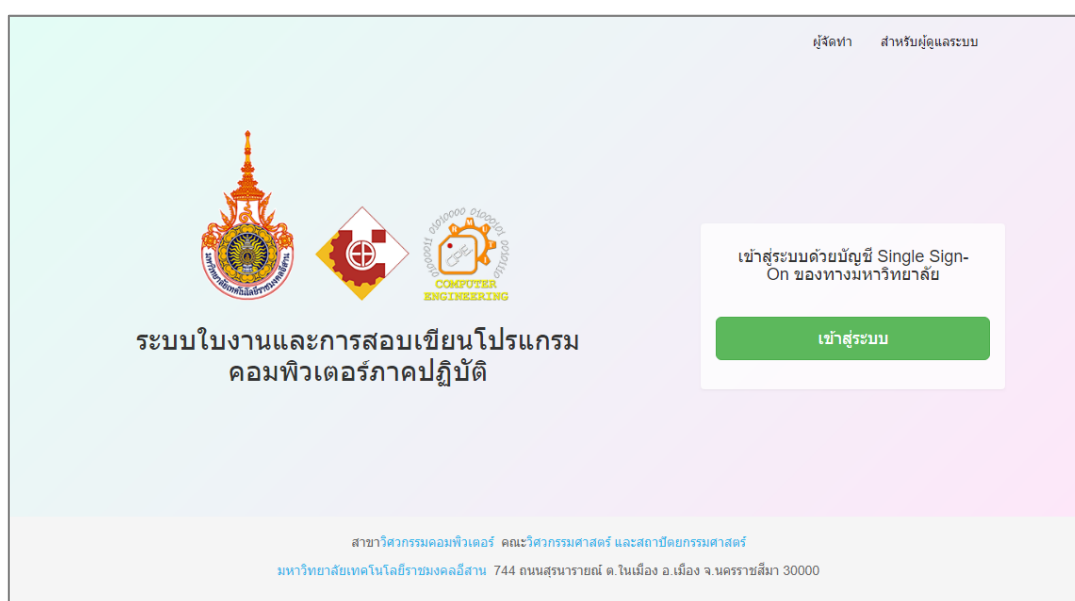 ผู้จัดทำ สำหรับผู้ดูแลระบบ
COMPUTER
ENGINEERING
ระบบใบงานและการสอบเขียนโปรแกรม
คอมพิวเตอร์ภาคปฏิบัติ
เข้าสู่ระบบด้วยบัญชี Single Sign-
On ของทางมหาวิทยาลัย
เข้าสู่ระบบ
สาขาวิศวกรรมคอมพิวเตอร์ คณะวิศวกรรมศาสตร์ และสถาปัตยกรรมศาสตร์
มหาวิทยาลัยเทคโนโลยีราชมงคลอีสาน 744 ถนนสุรนารายณ์ ต.ในเมือง อ.เมือง จ.นครราชสีมา 30000